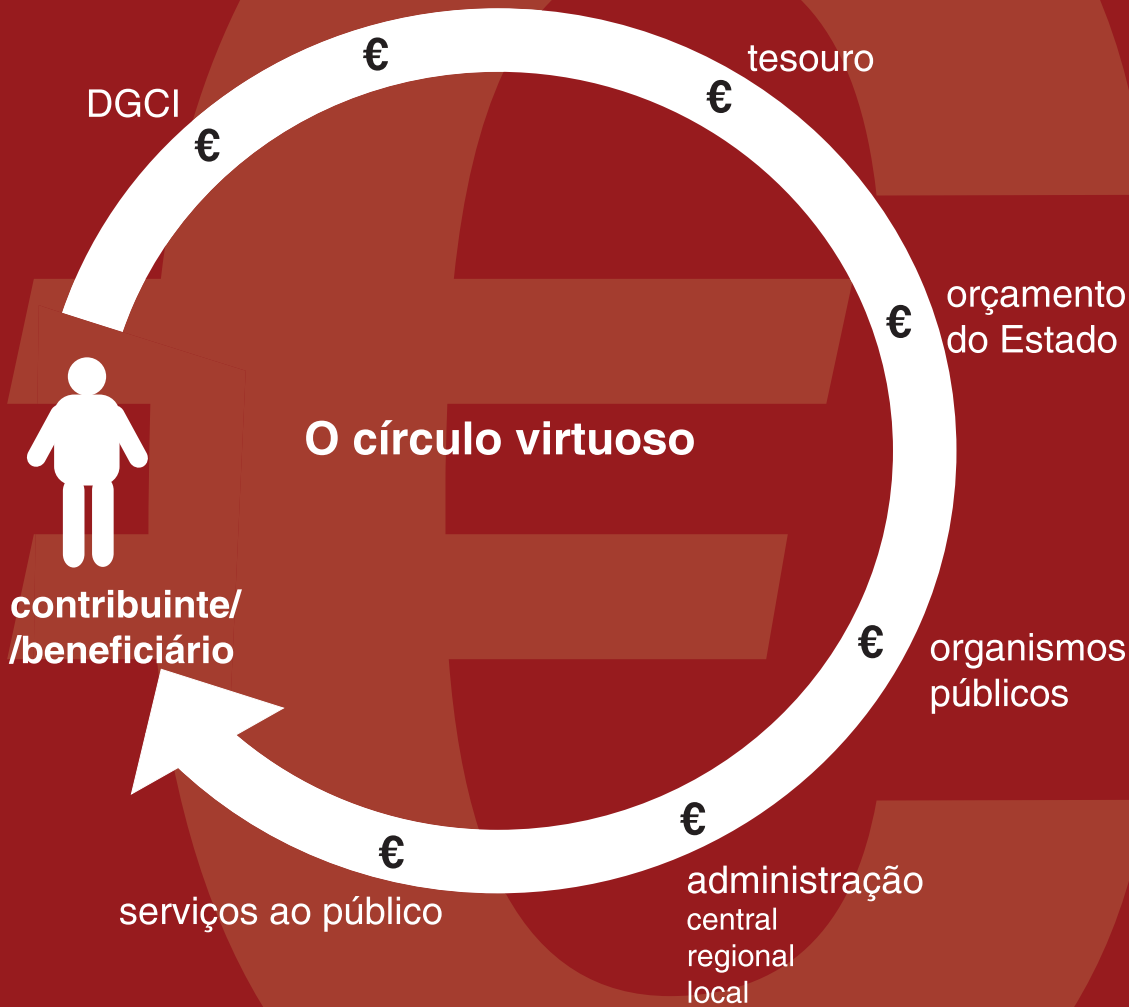 €
tesouro
€
DGCI
€
orçamento
€
do Estado
O círculo virtuoso
contribuinte/
/beneficiário
€
organismos
públicos
€
€
administração
serviços ao público
central
regional
local